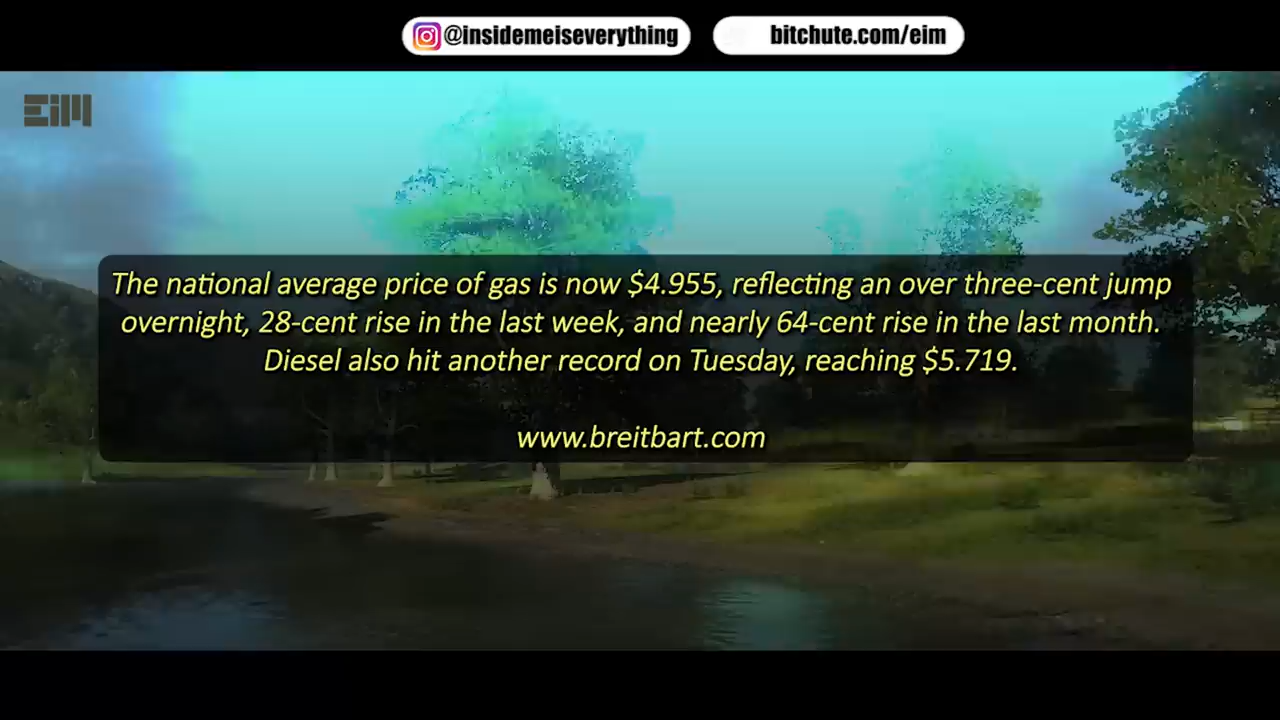 @insidemeiseverything
bitchute.com/eim
EiM
The national average price of gas is now $4.955, reflecting an over three-cent jump
overnight, 28-cent rise in the last week, and nearly 64-cent rise in the last month.
Diesel also hit another record on Tuesday, reaching $5.719.
www.breitbart.com